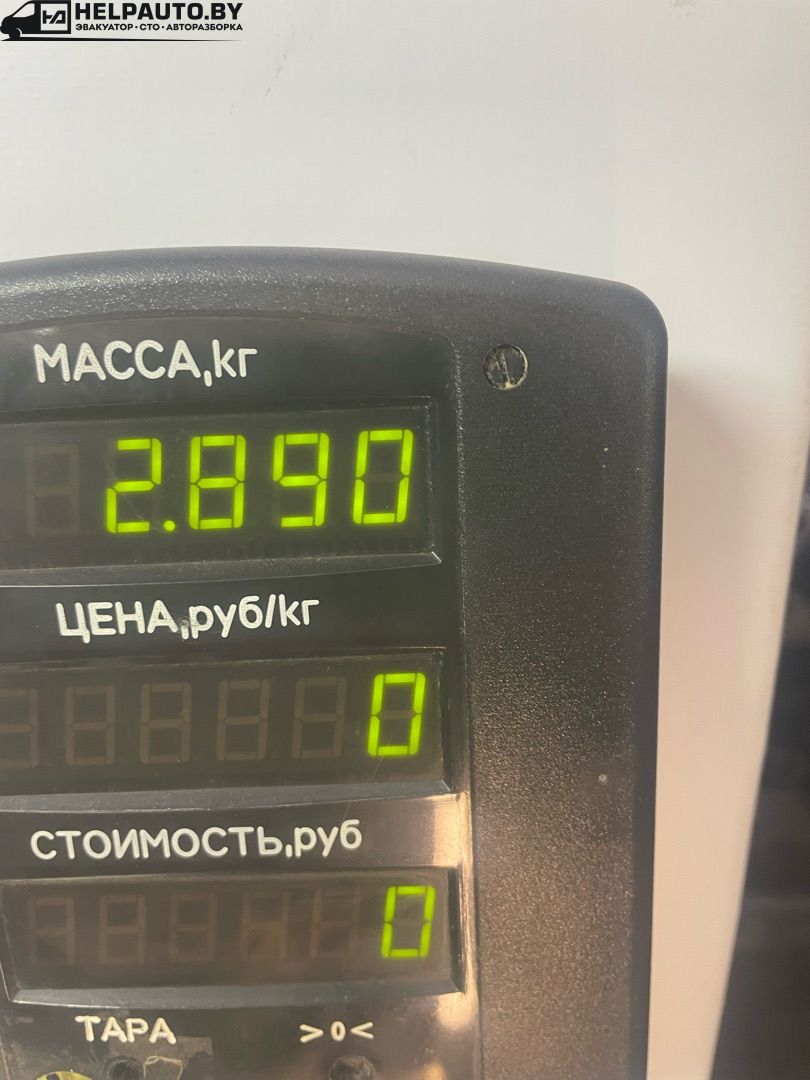 HELPAUTO.BY
ЭВАКУАТОР • СТО • АВТОРАЗБОРКА
МАССА,кг
2.890
ЦЕНА,руб/кг
0
СТОИМОСТЬ,руб
0
ТАРА >0<